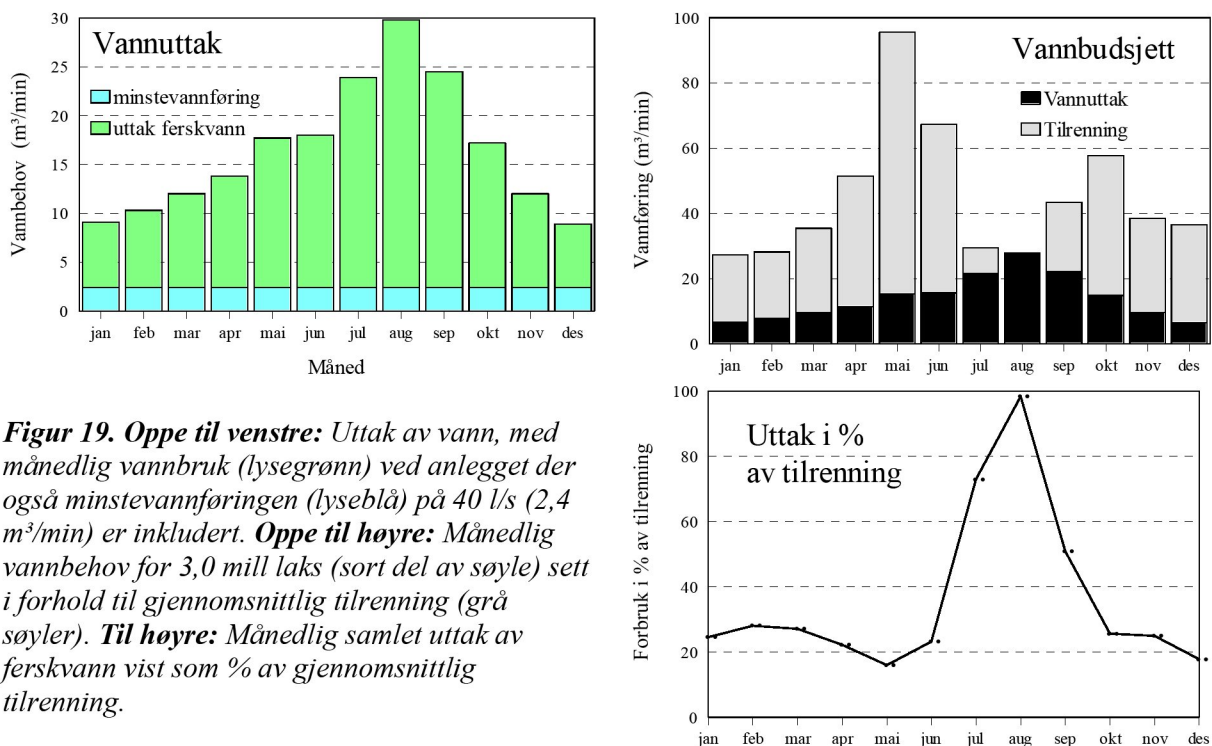 30
25
20
15
10
5
0
Vannbehov (m³/min)
Vannuttak
minstevannføring
uttak ferskvann
jan feb mar apr mai jun jul aug sep okt nov des
Måned
100
80
60
40
20
0
Vannføring (m³/min)
Vannbudsjett
Vannuttak
Tilrenning
jan feb mar apr mai jun jul aug sep okt nov des
Figur 19. Oppe til venstre: Uttak av vann, med
månedlig vannbruk (lysegrønn) ved anlegget der
også minstevannføringen (lyseblå) på 40 l/s (2,4
m³/min) er inkludert. Oppe til høyre: Månedlig
vannbehov for 3,0 mill laks (sort del av søyle) sett
i forhold til gjennomsnittlig tilrenning (grå
søyler). Til høyre: Månedlig samlet uttak av
ferskvann vist som % av gjennomsnittlig
tilrenning.
100
80
60
40
20
0
Forbruk i % av tilrenning
Uttak i %
av tilrenning
jan feb mar apr mai jun jul aug sep okt nov des